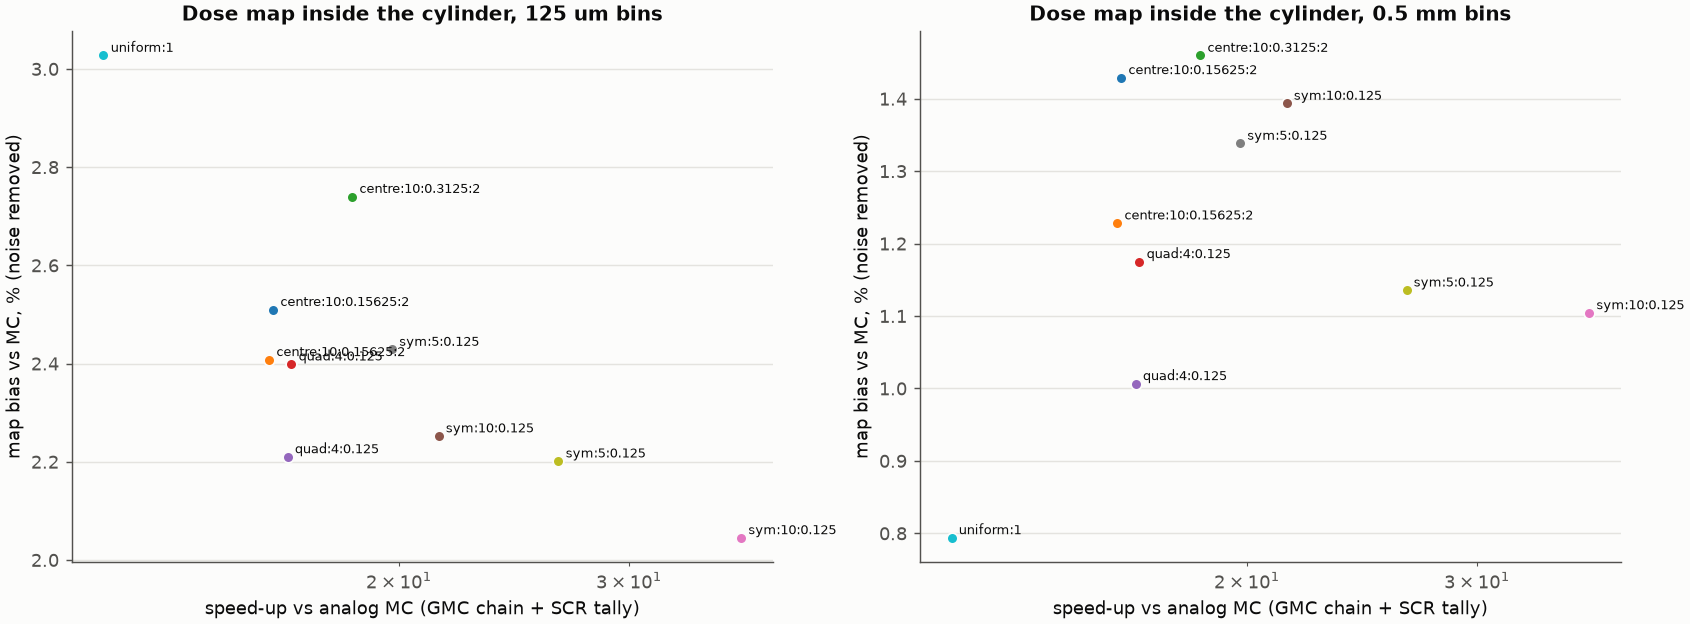 Dose map inside the cylinder, 125 um bins
map bias vs MC, % (noise removed)
3.0
2.8
2.6
2.4
2.2
2.0
uniform:1
centre:10:0.3125:2
centre:10:0.15625:2
sym:5:0.125
centre:10:0.15625:2
quad:4:0.125
sym:10:0.125
quad:4:0.125
sym:5:0.125
sym:10:0.125
2 × 10¹
3 × 10¹
speed-up vs analog MC (GMC chain + SCR tally)
Dose map inside the cylinder, 0.5 mm bins
map bias vs MC, % (noise removed)
1.4
1.3
1.2
1.1
1.0
0.9
0.8
centre:10:0.3125:2
centre:10:0.15625:2
sym:10:0.125
sym:5:0.125
centre:10:0.15625:2
quad:4:0.125
sym:5:0.125
sym:10:0.125
quad:4:0.125
uniform:1
2 × 10¹
3 × 10¹
speed-up vs analog MC (GMC chain + SCR tally)